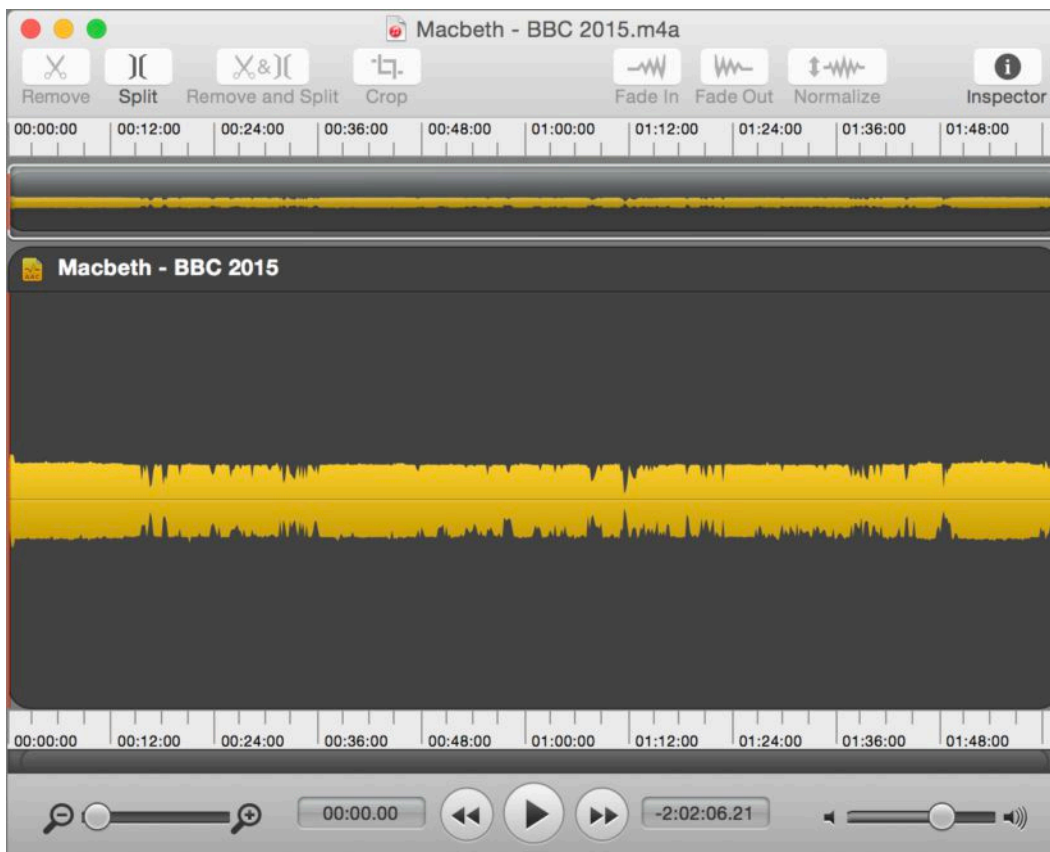 Macbeth - BBC 2015.m4a
Remove Split Remove and Split Crop Fade In Fade Out Normalize Inspector
00:00:00 00:12:00 00:24:00 00:36:00 00:48:00 01:00:00 01:12:00 01:24:00 01:36:00 01:48:00
Macbeth - BBC 2015
00:00:00 00:12:00 00:24:00 00:36:00 00:48:00 01:00:00 01:12:00 01:24:00 01:36:00 01:48:00
00:00.00 -2:02:06.21